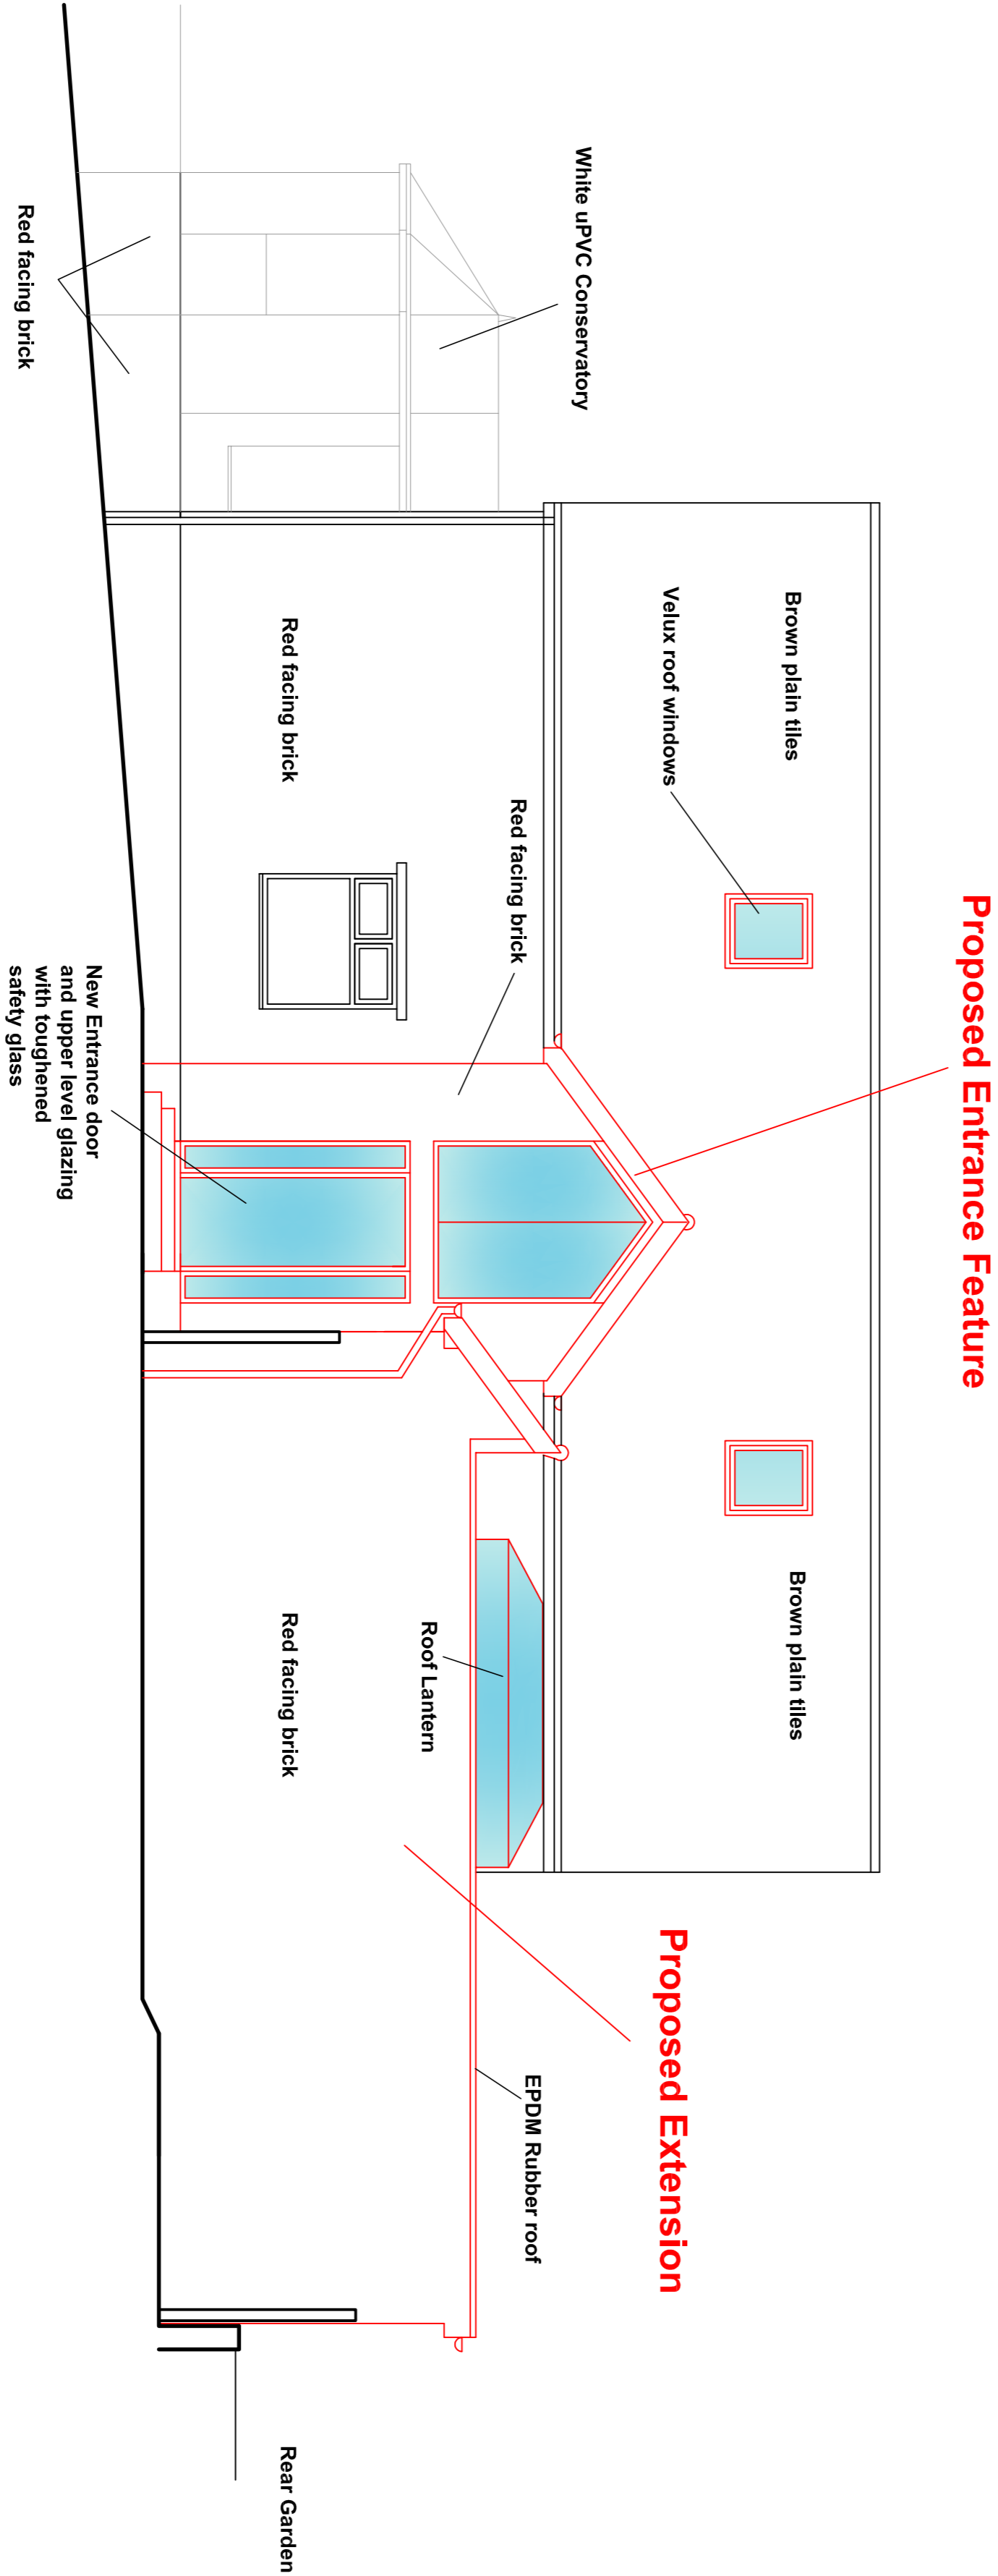 Proposed Entrance Feature
Brown plain tiles
Brown plain tiles
Velux roof windows
Proposed Extension
White uPVC Conservatory
Red facing brick
EPDM Rubber roof
Roof Lantern
Red facing brick
Red facing brick
Rear Garden
Red facing brick
New Entrance door
and upper level glazing
with toughened
safety glass